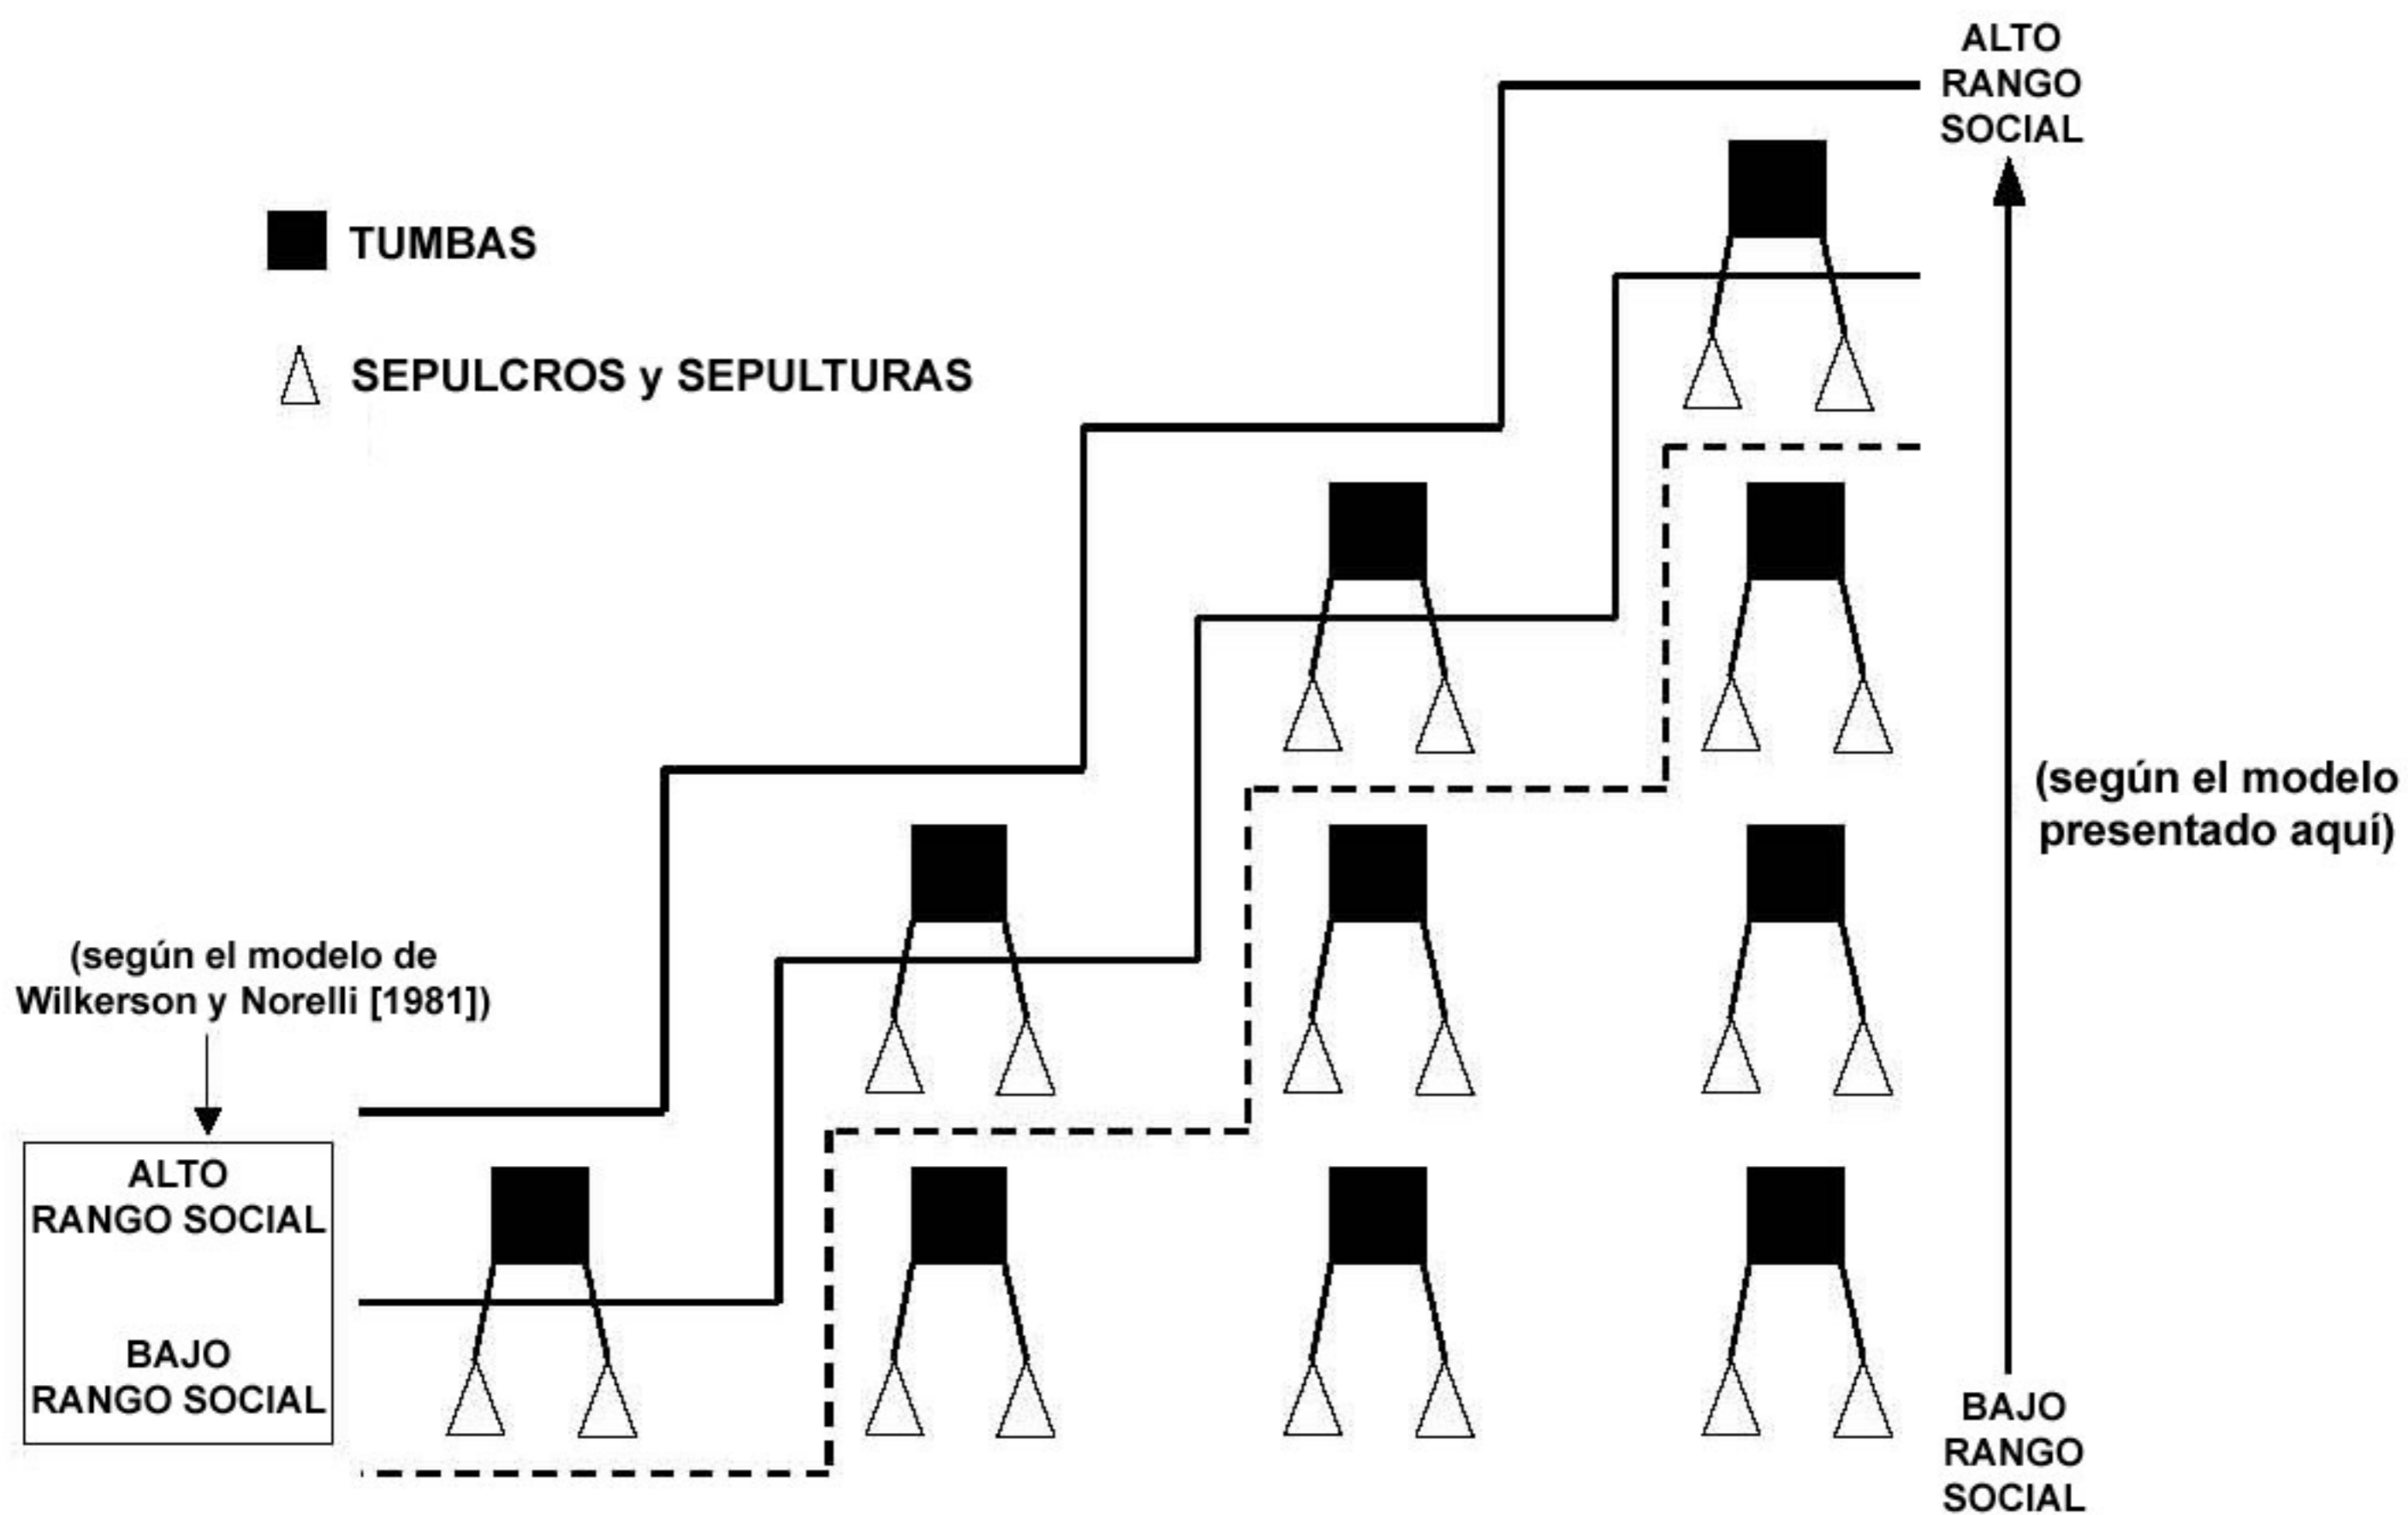 ALTO
RANGO
SOCIAL
TUMBAS
SEPULCROS y SEPULTURAS
(según el modelo
presentado aquí)
(según el modelo de
Wilkerson y Norelli [1981])
ALTO
RANGO SOCIAL
BAJO
RANGO SOCIAL
BAJO
RANGO
SOCIAL